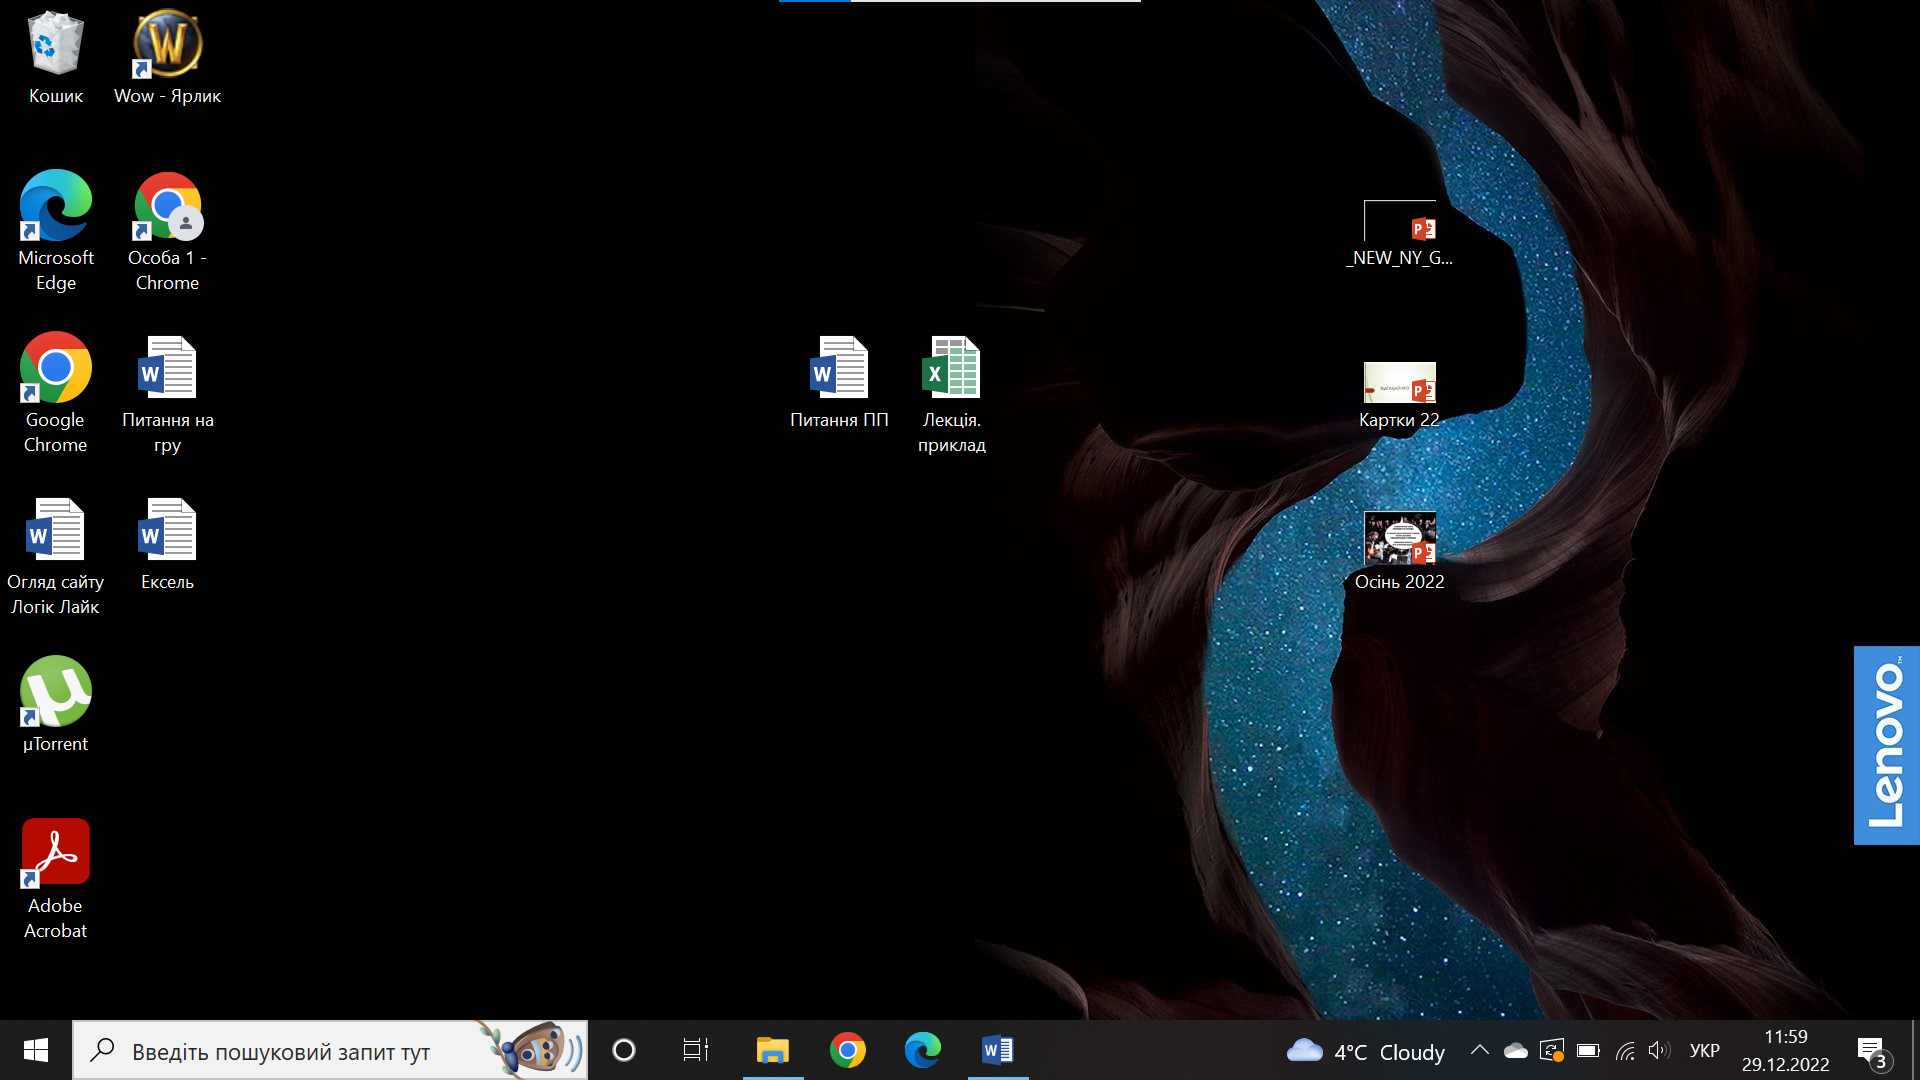 Кошик
Wow - Ярлик
Microsoft
Edge
Особа 1 -
Chrome
Google
Chrome
Питання на
гру
Огляд сайту
Логік Лайк
Ексель
µTorrent
Adobe
Acrobat
Питання ПП
Лекція.
приклад
_NEW_NY_G...
Картки 22
Осінь 2022
Lenovo
Введіть пошуковий запит тут
4°C Cloudy
УКР
11:59
29.12.2022
3